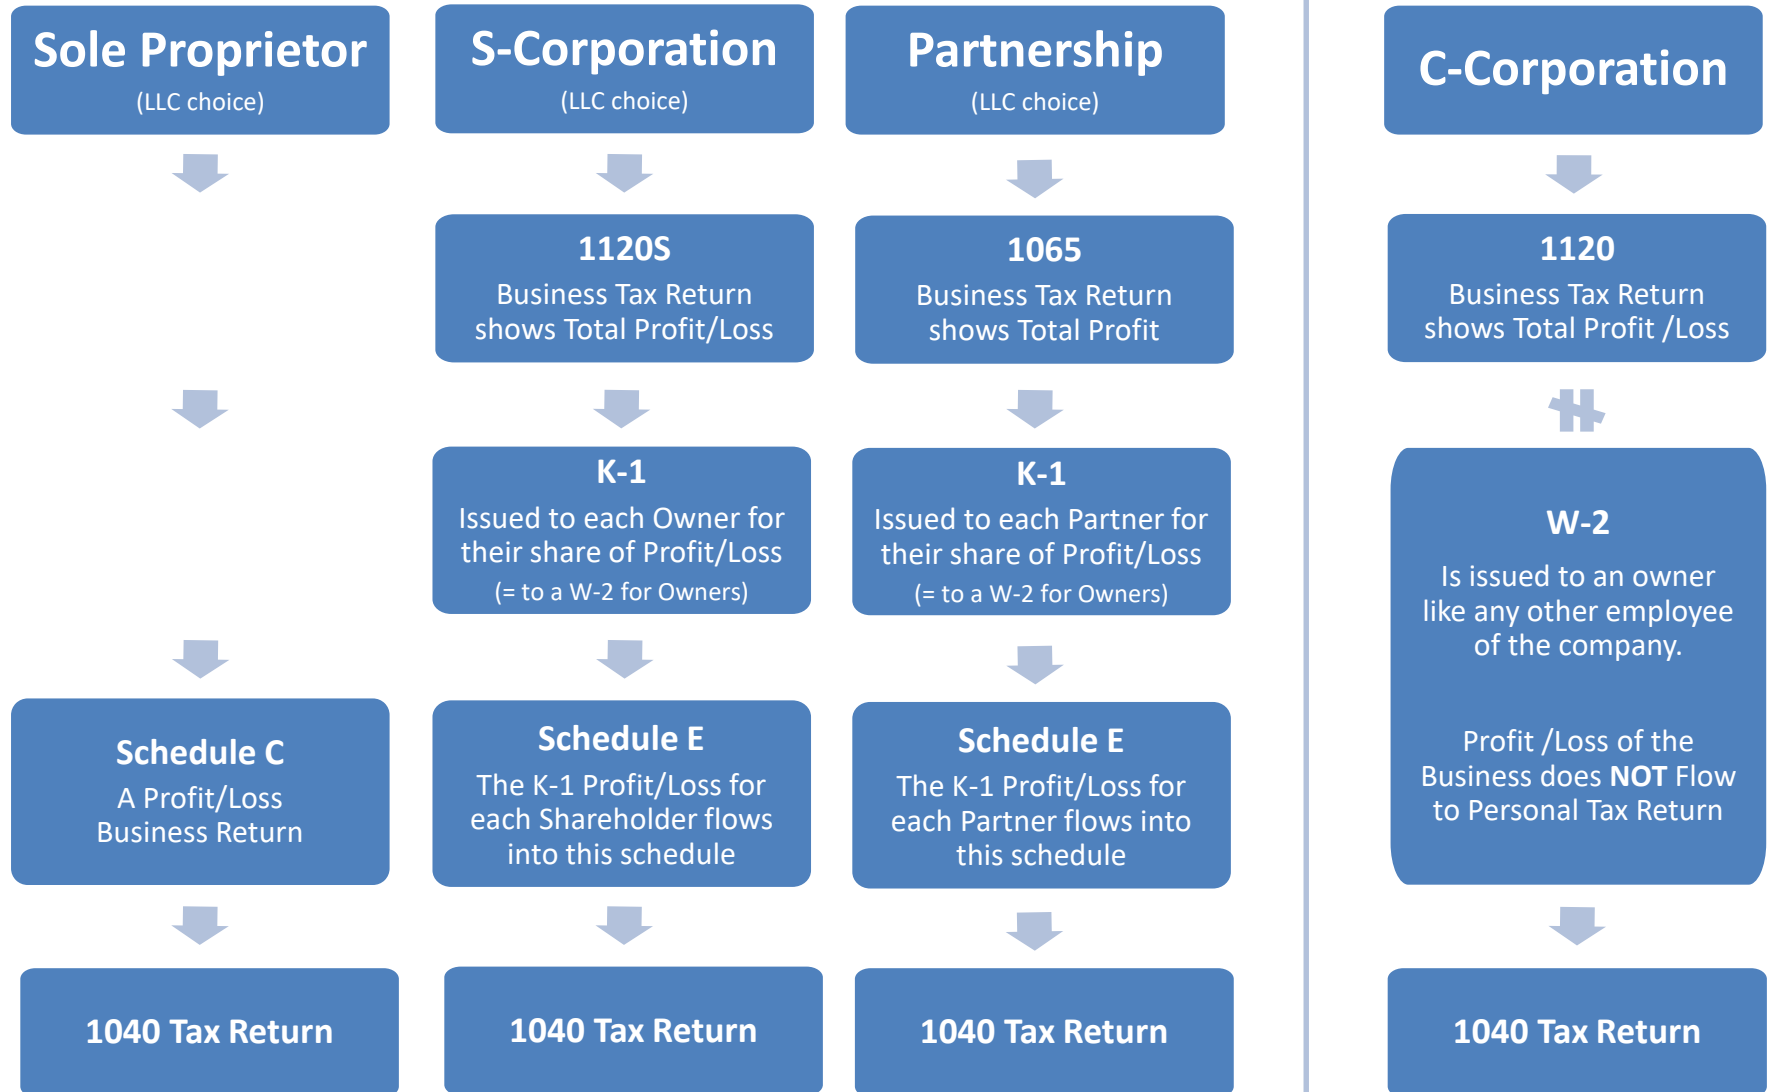 Sole Proprietor
(LLC choice)
S-Corporation
(LLC choice)
Partnership
(LLC choice)
C-Corporation
1120S
Business Tax Return
shows Total Profit/Loss
1065
Business Tax Return
shows Total Profit
1120
Business Tax Return
shows Total Profit /Loss
K-1
Issued to each Owner for
their share of Profit/Loss
(= to a W-2 for Owners)
K-1
Issued to each Partner for
their share of Profit/Loss
(= to a W-2 for Owners)
W-2
Is issued to an owner
like any other employee
of the company.
Profit /Loss of the
Business does NOT Flow
to Personal Tax Return
Schedule C
A Profit/Loss
Business Return
Schedule E
The K-1 Profit/Loss for
each Shareholder flows
into this schedule
Schedule E
The K-1 Profit/Loss for
each Partner flows into
this schedule
1040 Tax Return
1040 Tax Return
1040 Tax Return
1040 Tax Return